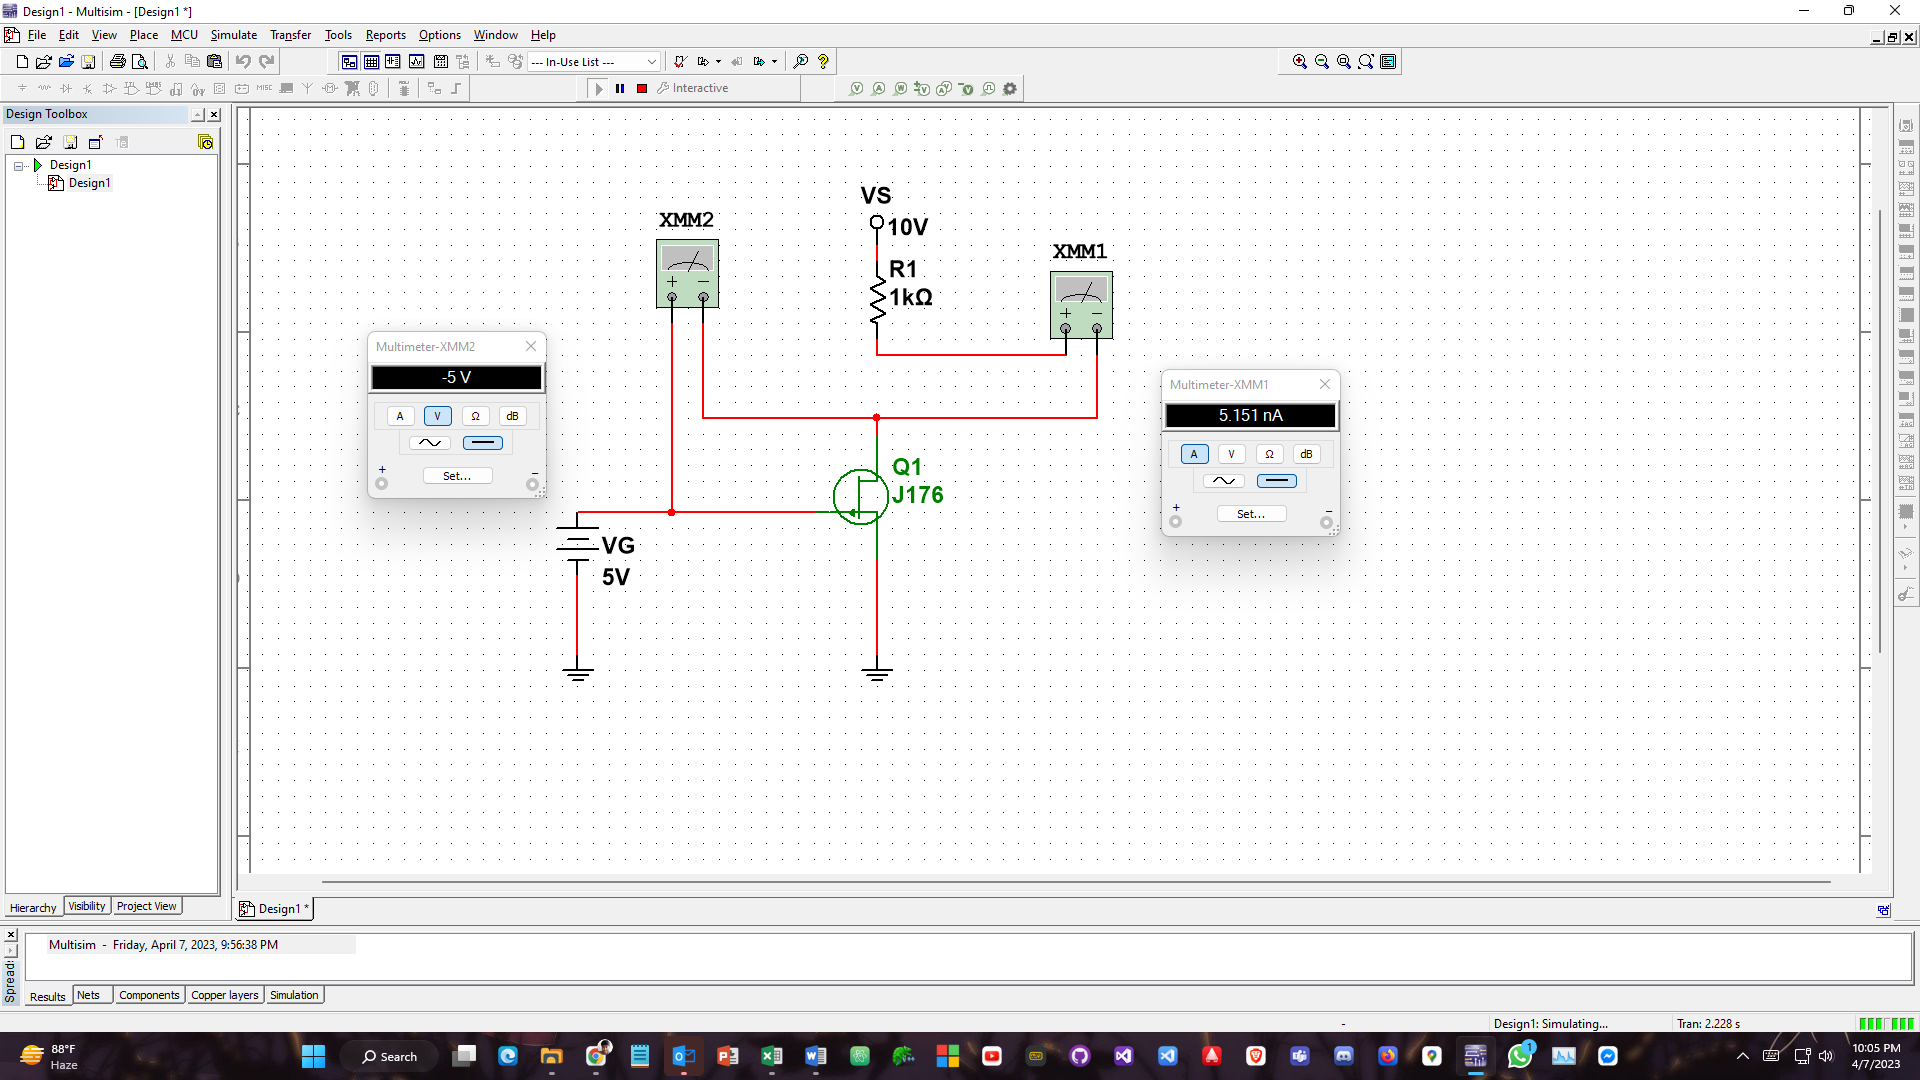 Design1 - Multisim - [Design1 *]
File Edit View Place MCU Simulate Transfer Tools Reports Options Window Help
--- In-Use List ---
MISC
Interactive
Design Toolbox
Design1
Design1
VS
10V
XMM2
XMM1
R1
1kΩ
+ −
+ −
Multimeter-XMM2
-5 V
A V Ω dB
Set...
+ −
Multimeter-XMM1
5.151 nA
A V Ω dB
Set...
+ −
Q1
J176
VG
5V
Hierarchy Visibility Project View
Design1 *
Multisim - Friday, April 7, 2023, 9:56:38 PM
Spread
Results Nets Components Copper layers Simulation
- Design1: Simulating... Tran: 2.228 s
88°F
Haze
Search
1
10:05 PM
4/7/2023